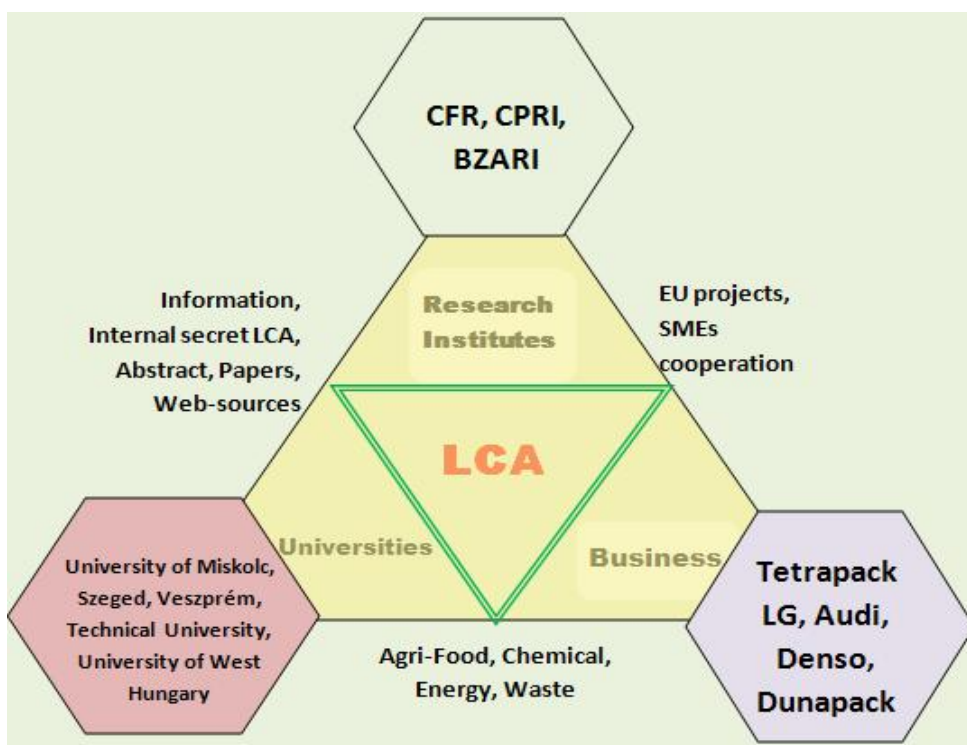 CFR, CPRI,
BZARI
Information,
Internal secret LCA,
Abstract, Papers,
Web-sources
Research
Institutes
EU projects,
SMEs
cooperation
LCA
Universities
Business
University of Miskolc,
Szeged, Veszprém,
Technical University,
University of West
Hungary
Agri-Food, Chemical,
Energy, Waste
Tetrapack
LG, Audi,
Denso,
Dunapack